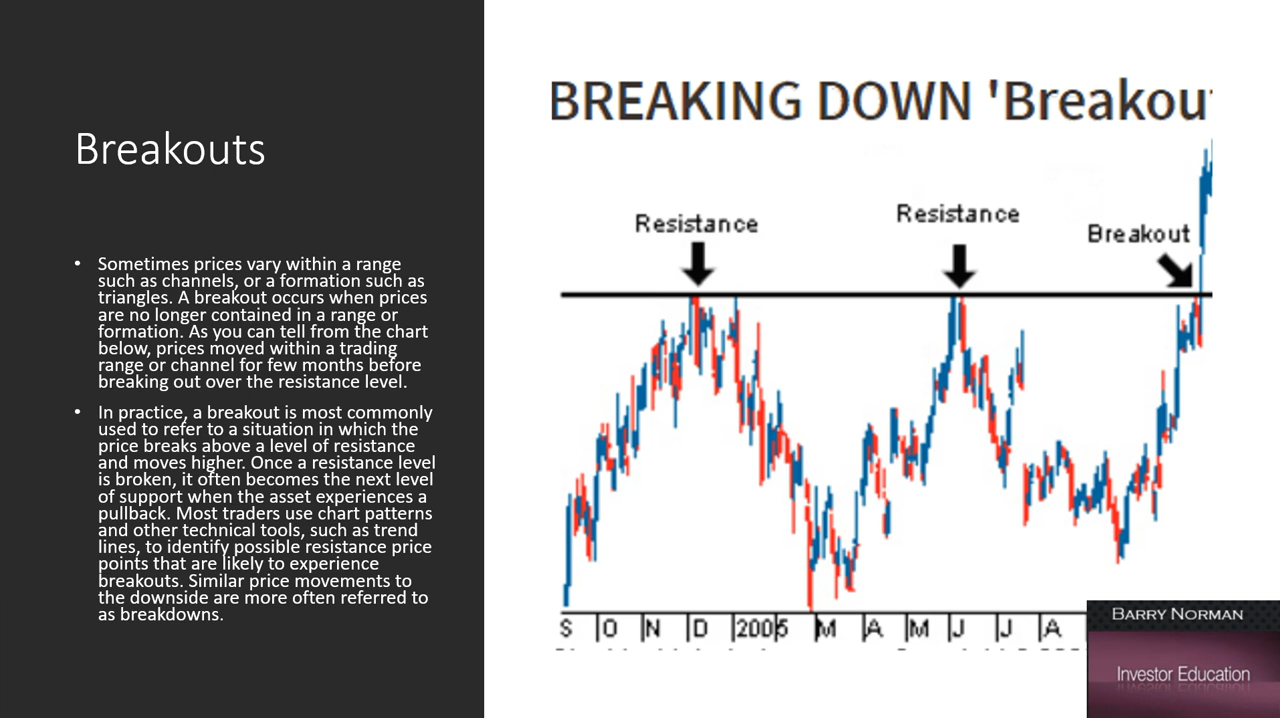 Breakouts
• Sometimes prices vary within a range
such as channels, or a formation such as
triangles. A breakout occurs when prices
are no longer contained in a range or
formation. As you can tell from the chart
below, prices moved within a trading
range or channel for few months before
breaking out over the resistance level.
• In practice, a breakout is most commonly
used to refer to a situation in which the
price breaks above a level of resistance
and moves higher. Once a resistance level
is broken, it often becomes the next level
of support when the asset experiences a
pullback. Most traders use chart patterns
and other technical tools, such as trend
lines, to identify possible resistance price
points that are likely to experience
breakouts. Similar price movements to
the downside are more often referred to
as breakdowns.
BREAKING DOWN 'Breakou
Resistance
Resistance
Breakout
S O N D 2005 M A M J J A
BARRY NORMAN
Investor Education